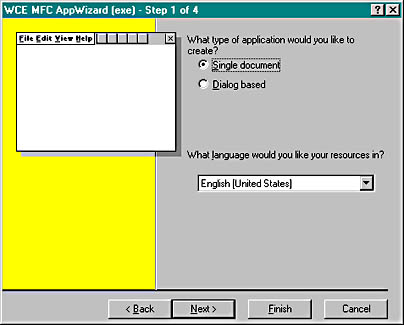 WCE MFC AppWizard (exe) - Step 1 of 4
File Edit View Help
What type of application would you like to
create?
Single document
Dialog based
What language would you like your resources in?
English [United States]
< Back
Next >
Finish
Cancel